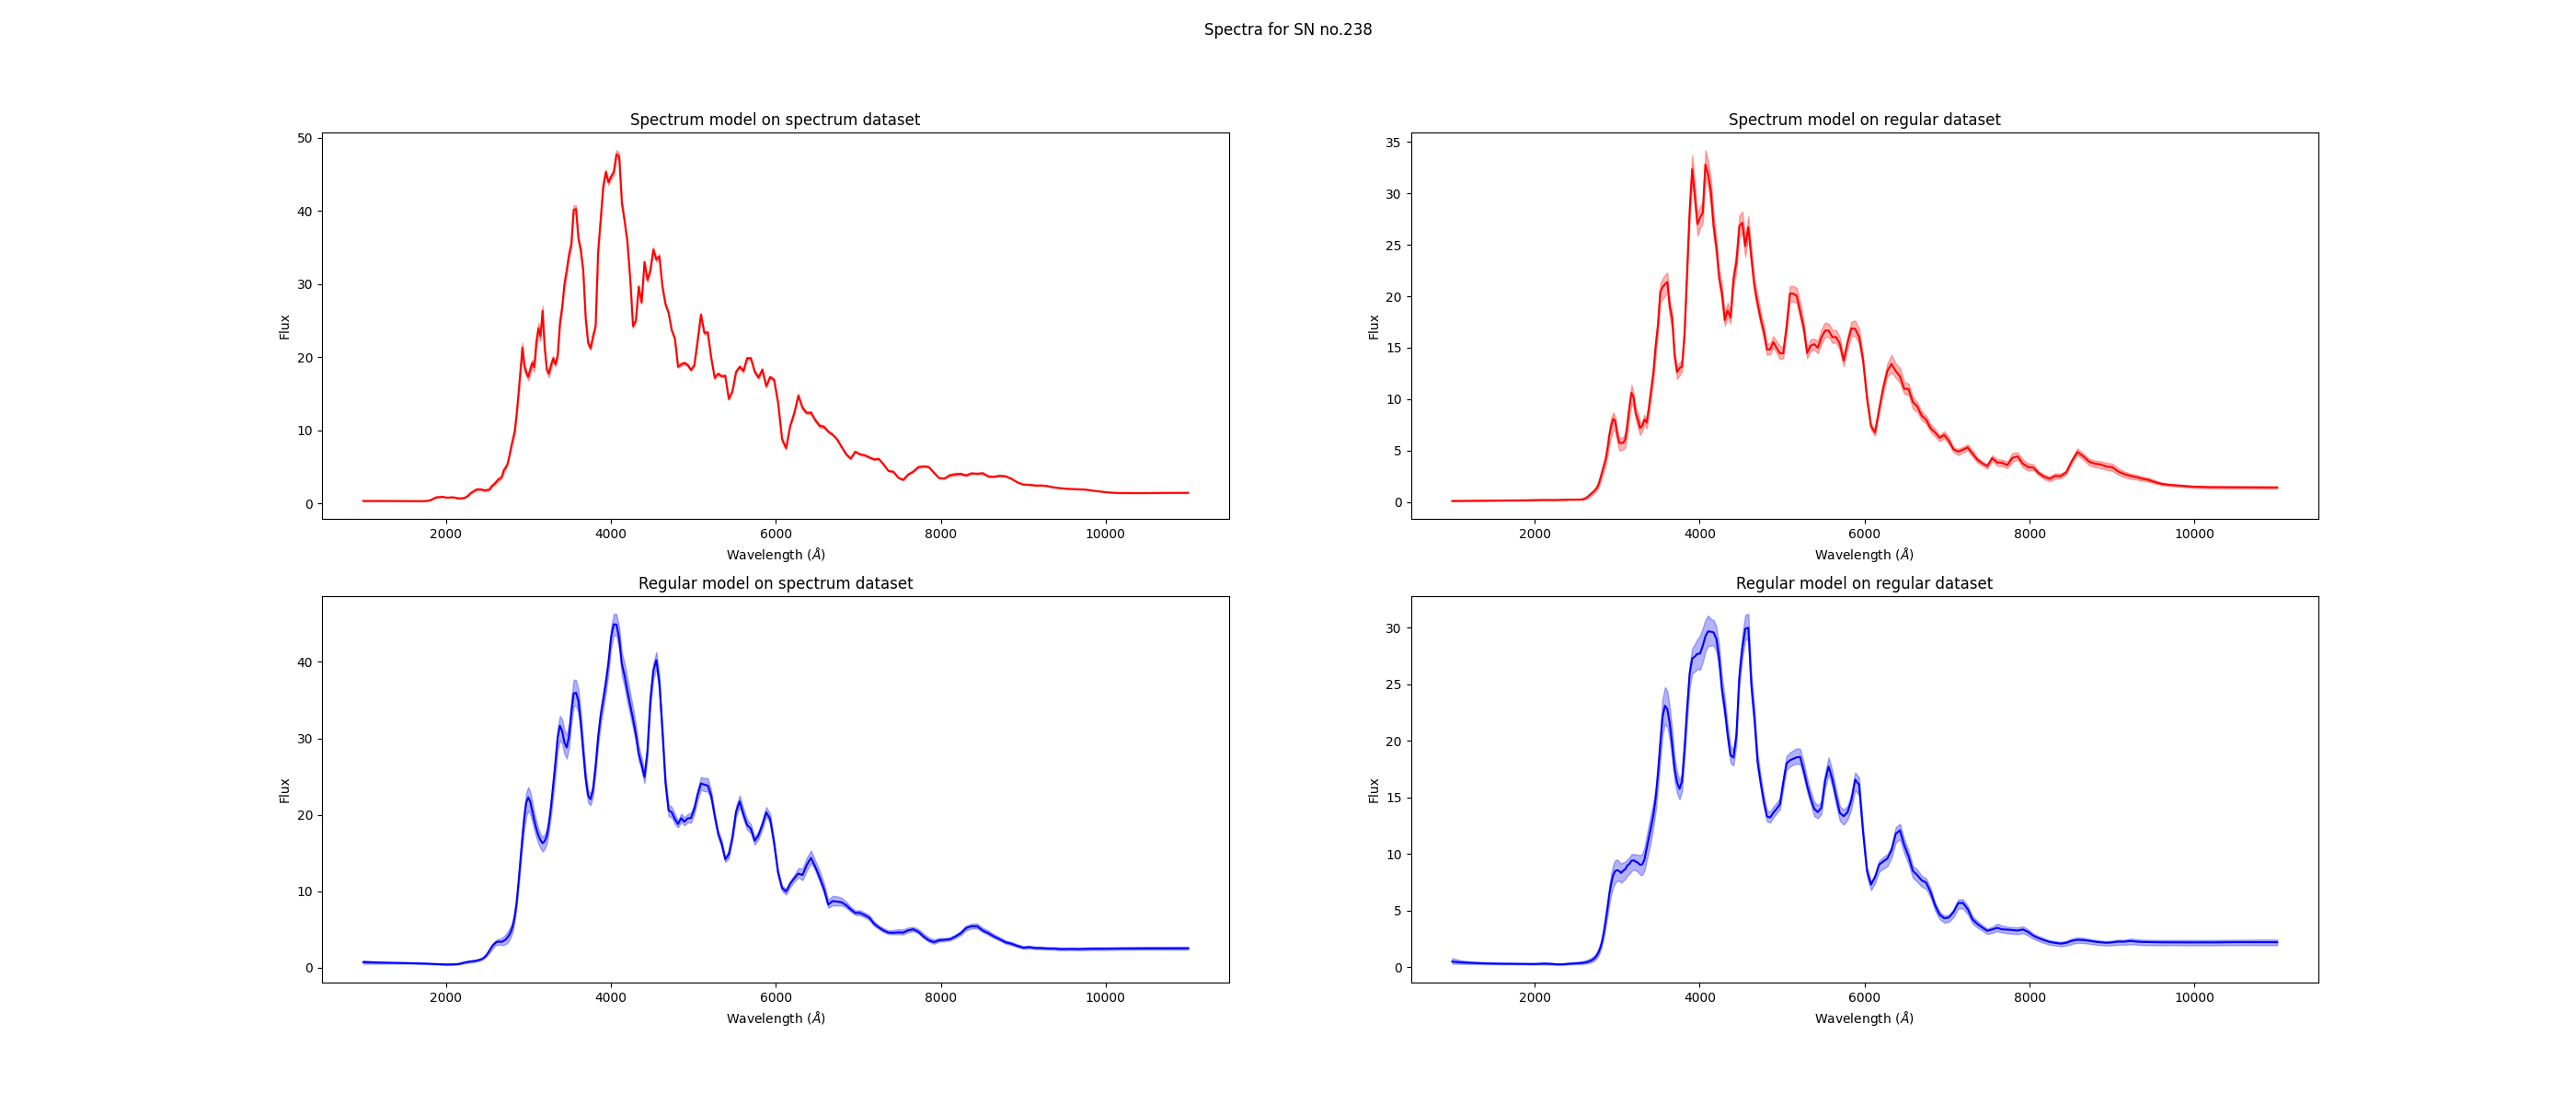 Spectra for SN no.238
Spectrum model on spectrum dataset
50
40
30
20
10
0
Flux
2000 4000 6000 8000 10000
Wavelength (Å)
Spectrum model on regular dataset
35
30
25
20
15
10
5
0
Flux
2000 4000 6000 8000 10000
Wavelength (Å)
Regular model on spectrum dataset
40
30
20
10
0
Flux
2000 4000 6000 8000 10000
Wavelength (Å)
Regular model on regular dataset
30
25
20
15
10
5
0
Flux
2000 4000 6000 8000 10000
Wavelength (Å)